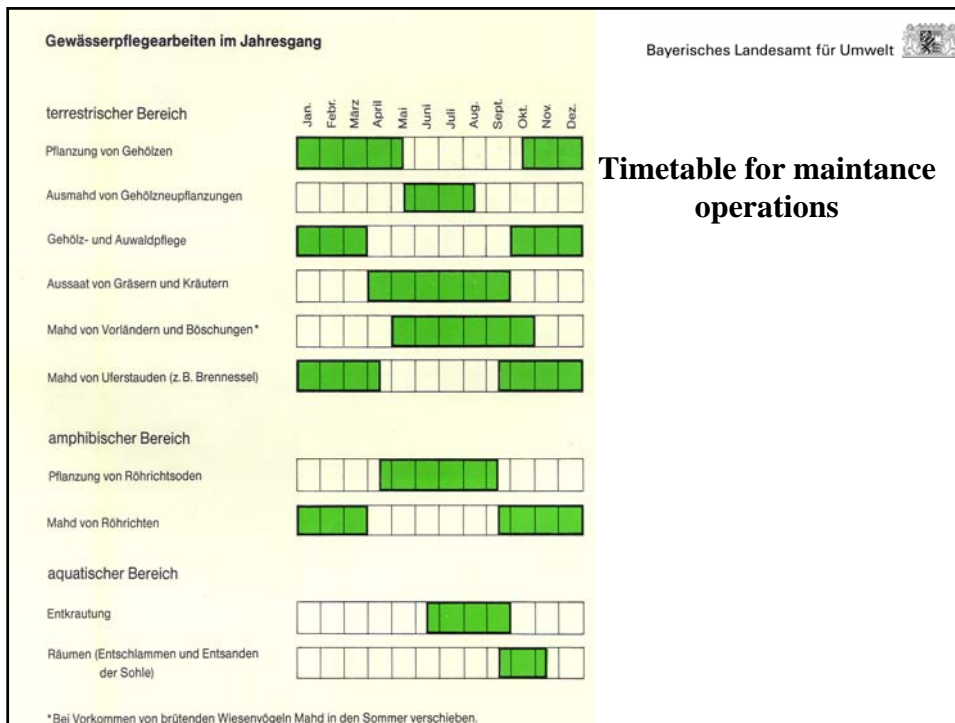 Gewässerpflegearbeiten im Jahresgang
Bayerisches Landesamt für Umwelt
terrestrischer Bereich
Jan. Febr. März April Mai Juni Juli Aug. Sept. Okt. Nov. Dez.
Pflanzung von Gehölzen
Timetable for maintance
operations
Ausmahd von Gehölzneupflanzungen
Gehölz- und Auwaldpflege
Aussaat von Gräsern und Kräutern
Mahd von Vorländern und Böschungen*
Mahd von Uferstauden (z.B. Brennessel)
amphibischer Bereich
Pflanzung von Röhrichtsoden
Mahd von Röhrichten
aquatischer Bereich
Entkrautung
Räumen (Entschlammen und Entsanden
der Sohle)
*Bei Vorkommen von brütenden Wiesenvögeln Mahd in den Sommer verschieben.